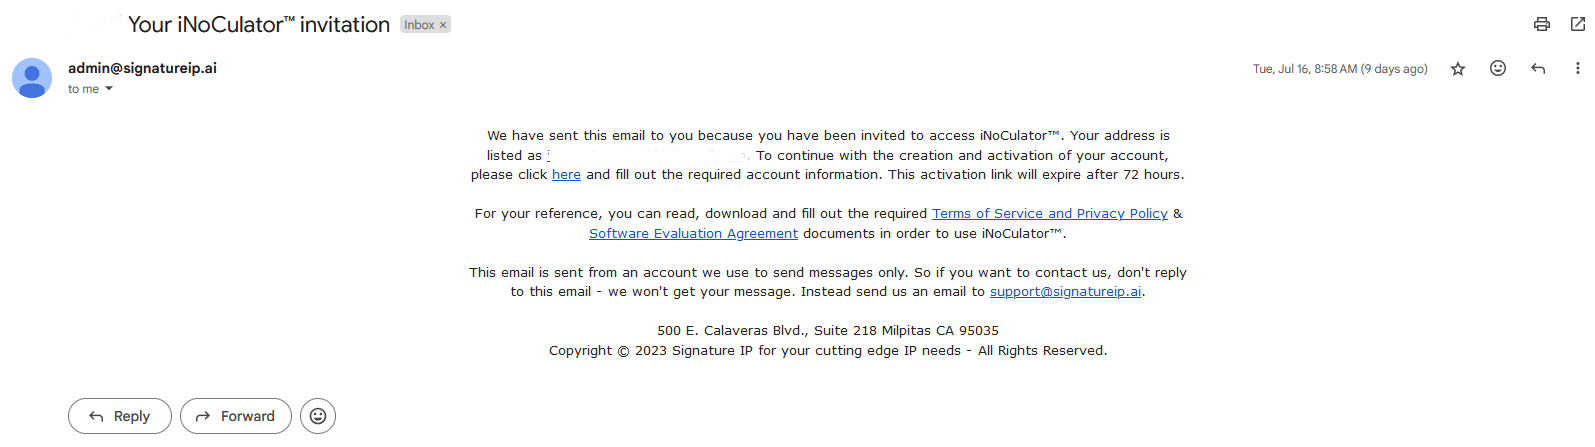 Your iNoCulator™ invitation
Inbox ×
admin@signatureip.ai
to me
Tue, Jul 16, 8:58 AM (9 days ago)
We have sent this email to you because you have been invited to access iNoCulator™. Your address is
listed as . To continue with the creation and activation of your account,
please click here and fill out the required account information. This activation link will expire after 72 hours.
For your reference, you can read, download and fill out the required Terms of Service and Privacy Policy &
Software Evaluation Agreement documents in order to use iNoCulator™.
This email is sent from an account we use to send messages only. So if you want to contact us, don't reply
to this email - we won't get your message. Instead send us an email to support@signatureip.ai.
500 E. Calaveras Blvd., Suite 218 Milpitas CA 95035
Copyright © 2023 Signature IP for your cutting edge IP needs - All Rights Reserved.
Reply
Forward